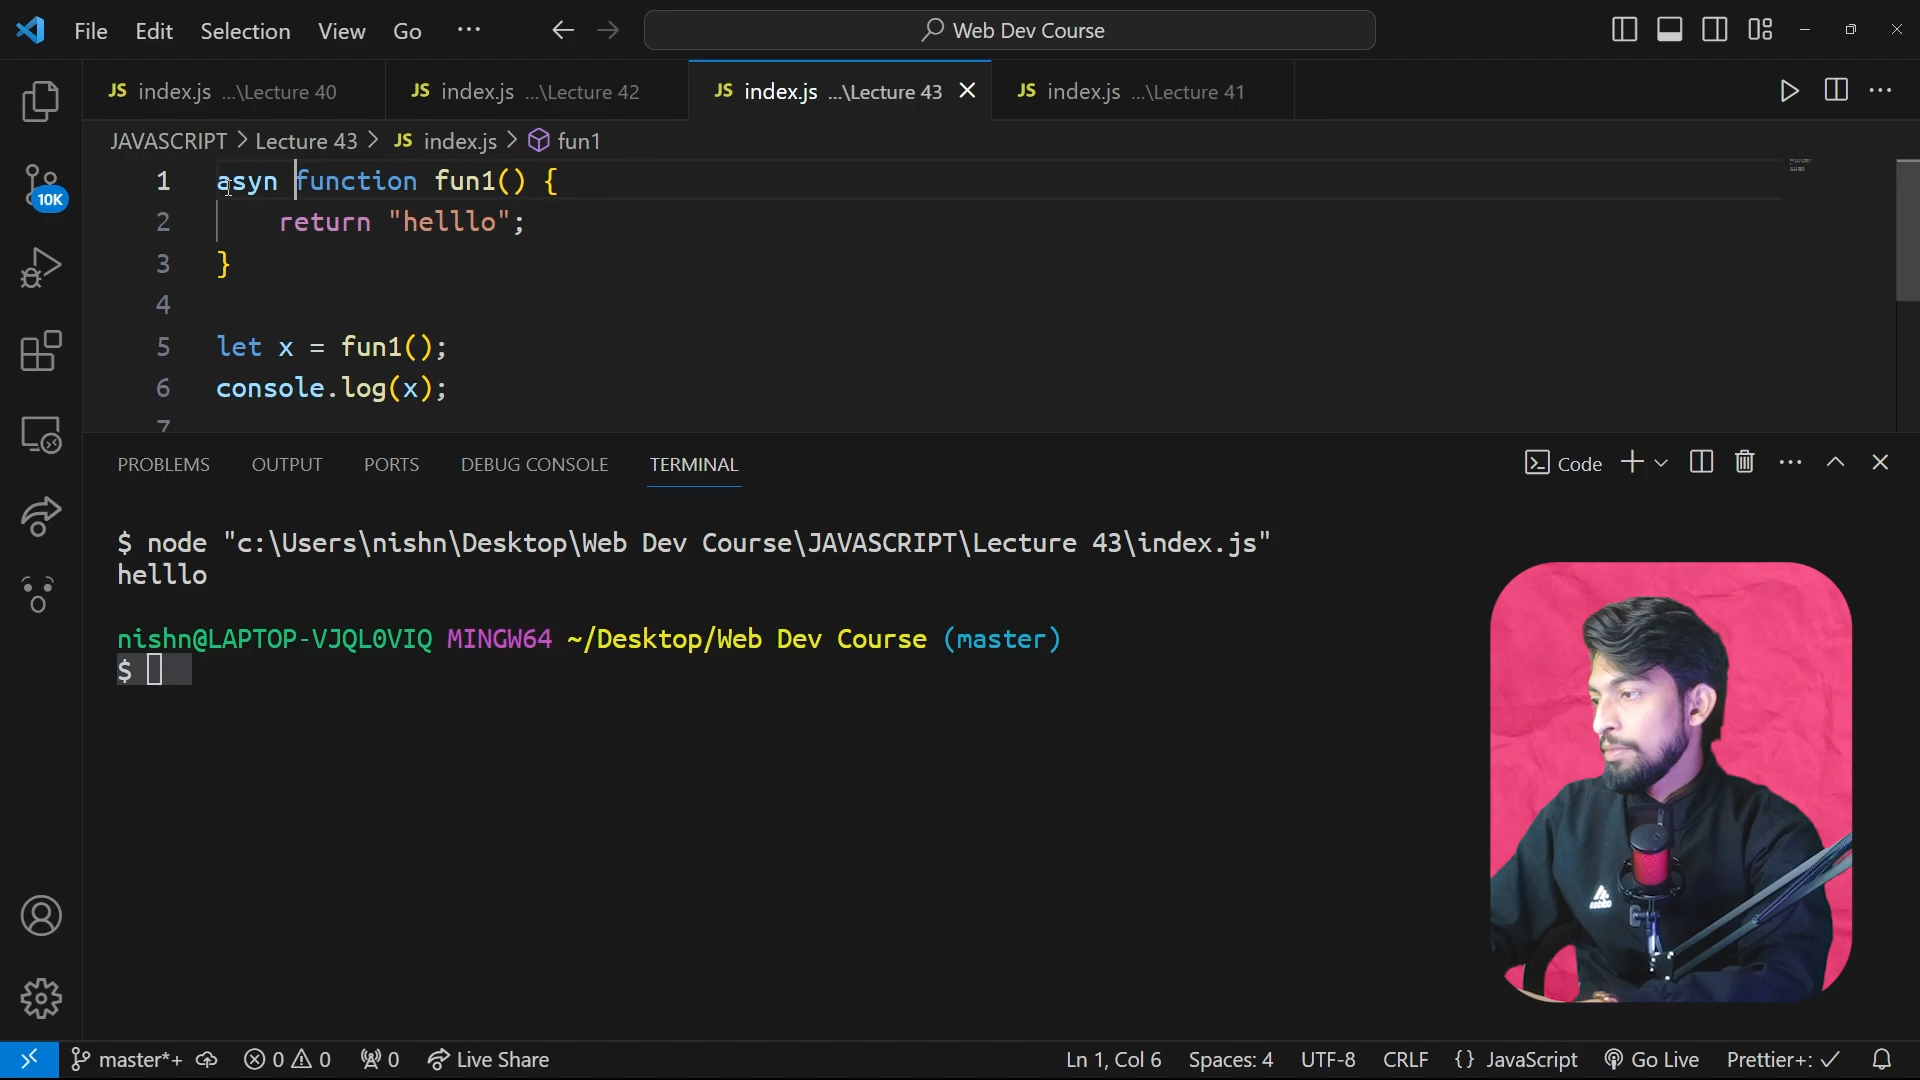 File Edit Selection View Go ··· Web Dev Course
JS index.js ...\Lecture 40 JS index.js ...\Lecture 42 JS index.js ...\Lecture 43 JS index.js ...\Lecture 41
JAVASCRIPT > Lecture 43 > JS index.js > fun1
1 asyn function fun1() {
2 return "helllo";
3 }
4
5 let x = fun1();
6 console.log(x);
7
10K
PROBLEMS OUTPUT PORTS DEBUG CONSOLE TERMINAL Code
$ node "c:\Users\nishn\Desktop\Web Dev Course\JAVASCRIPT\Lecture 43\index.js"
helllo
nishn@LAPTOP-VJQL0VIQ MINGW64 ~/Desktop/Web Dev Course (master)
$
master*+ 0 0 0 Live Share Ln 1, Col 6 Spaces: 4 UTF-8 CRLF {} JavaScript Go Live Prettier+: ✓